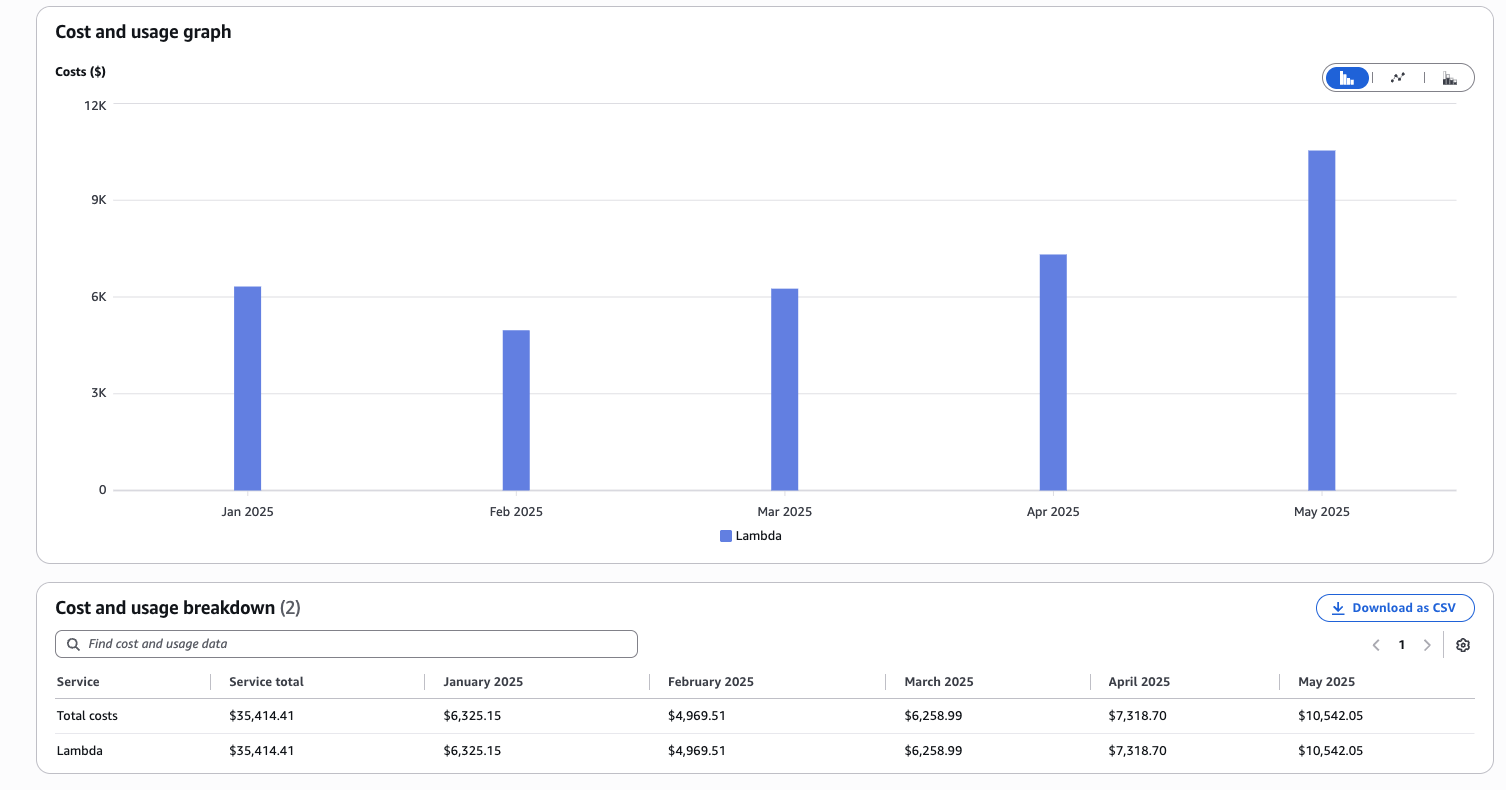 Cost and usage graph
Costs ($)
12K
9K
6K
3K
0
Jan 2025 Feb 2025 Mar 2025 Apr 2025 May 2025
Lambda
Cost and usage breakdown (2)
Download as CSV
Find cost and usage data
1
Service Service total January 2025 February 2025 March 2025 April 2025 May 2025
Total costs $35,414.41 $6,325.15 $4,969.51 $6,258.99 $7,318.70 $10,542.05
Lambda $35,414.41 $6,325.15 $4,969.51 $6,258.99 $7,318.70 $10,542.05